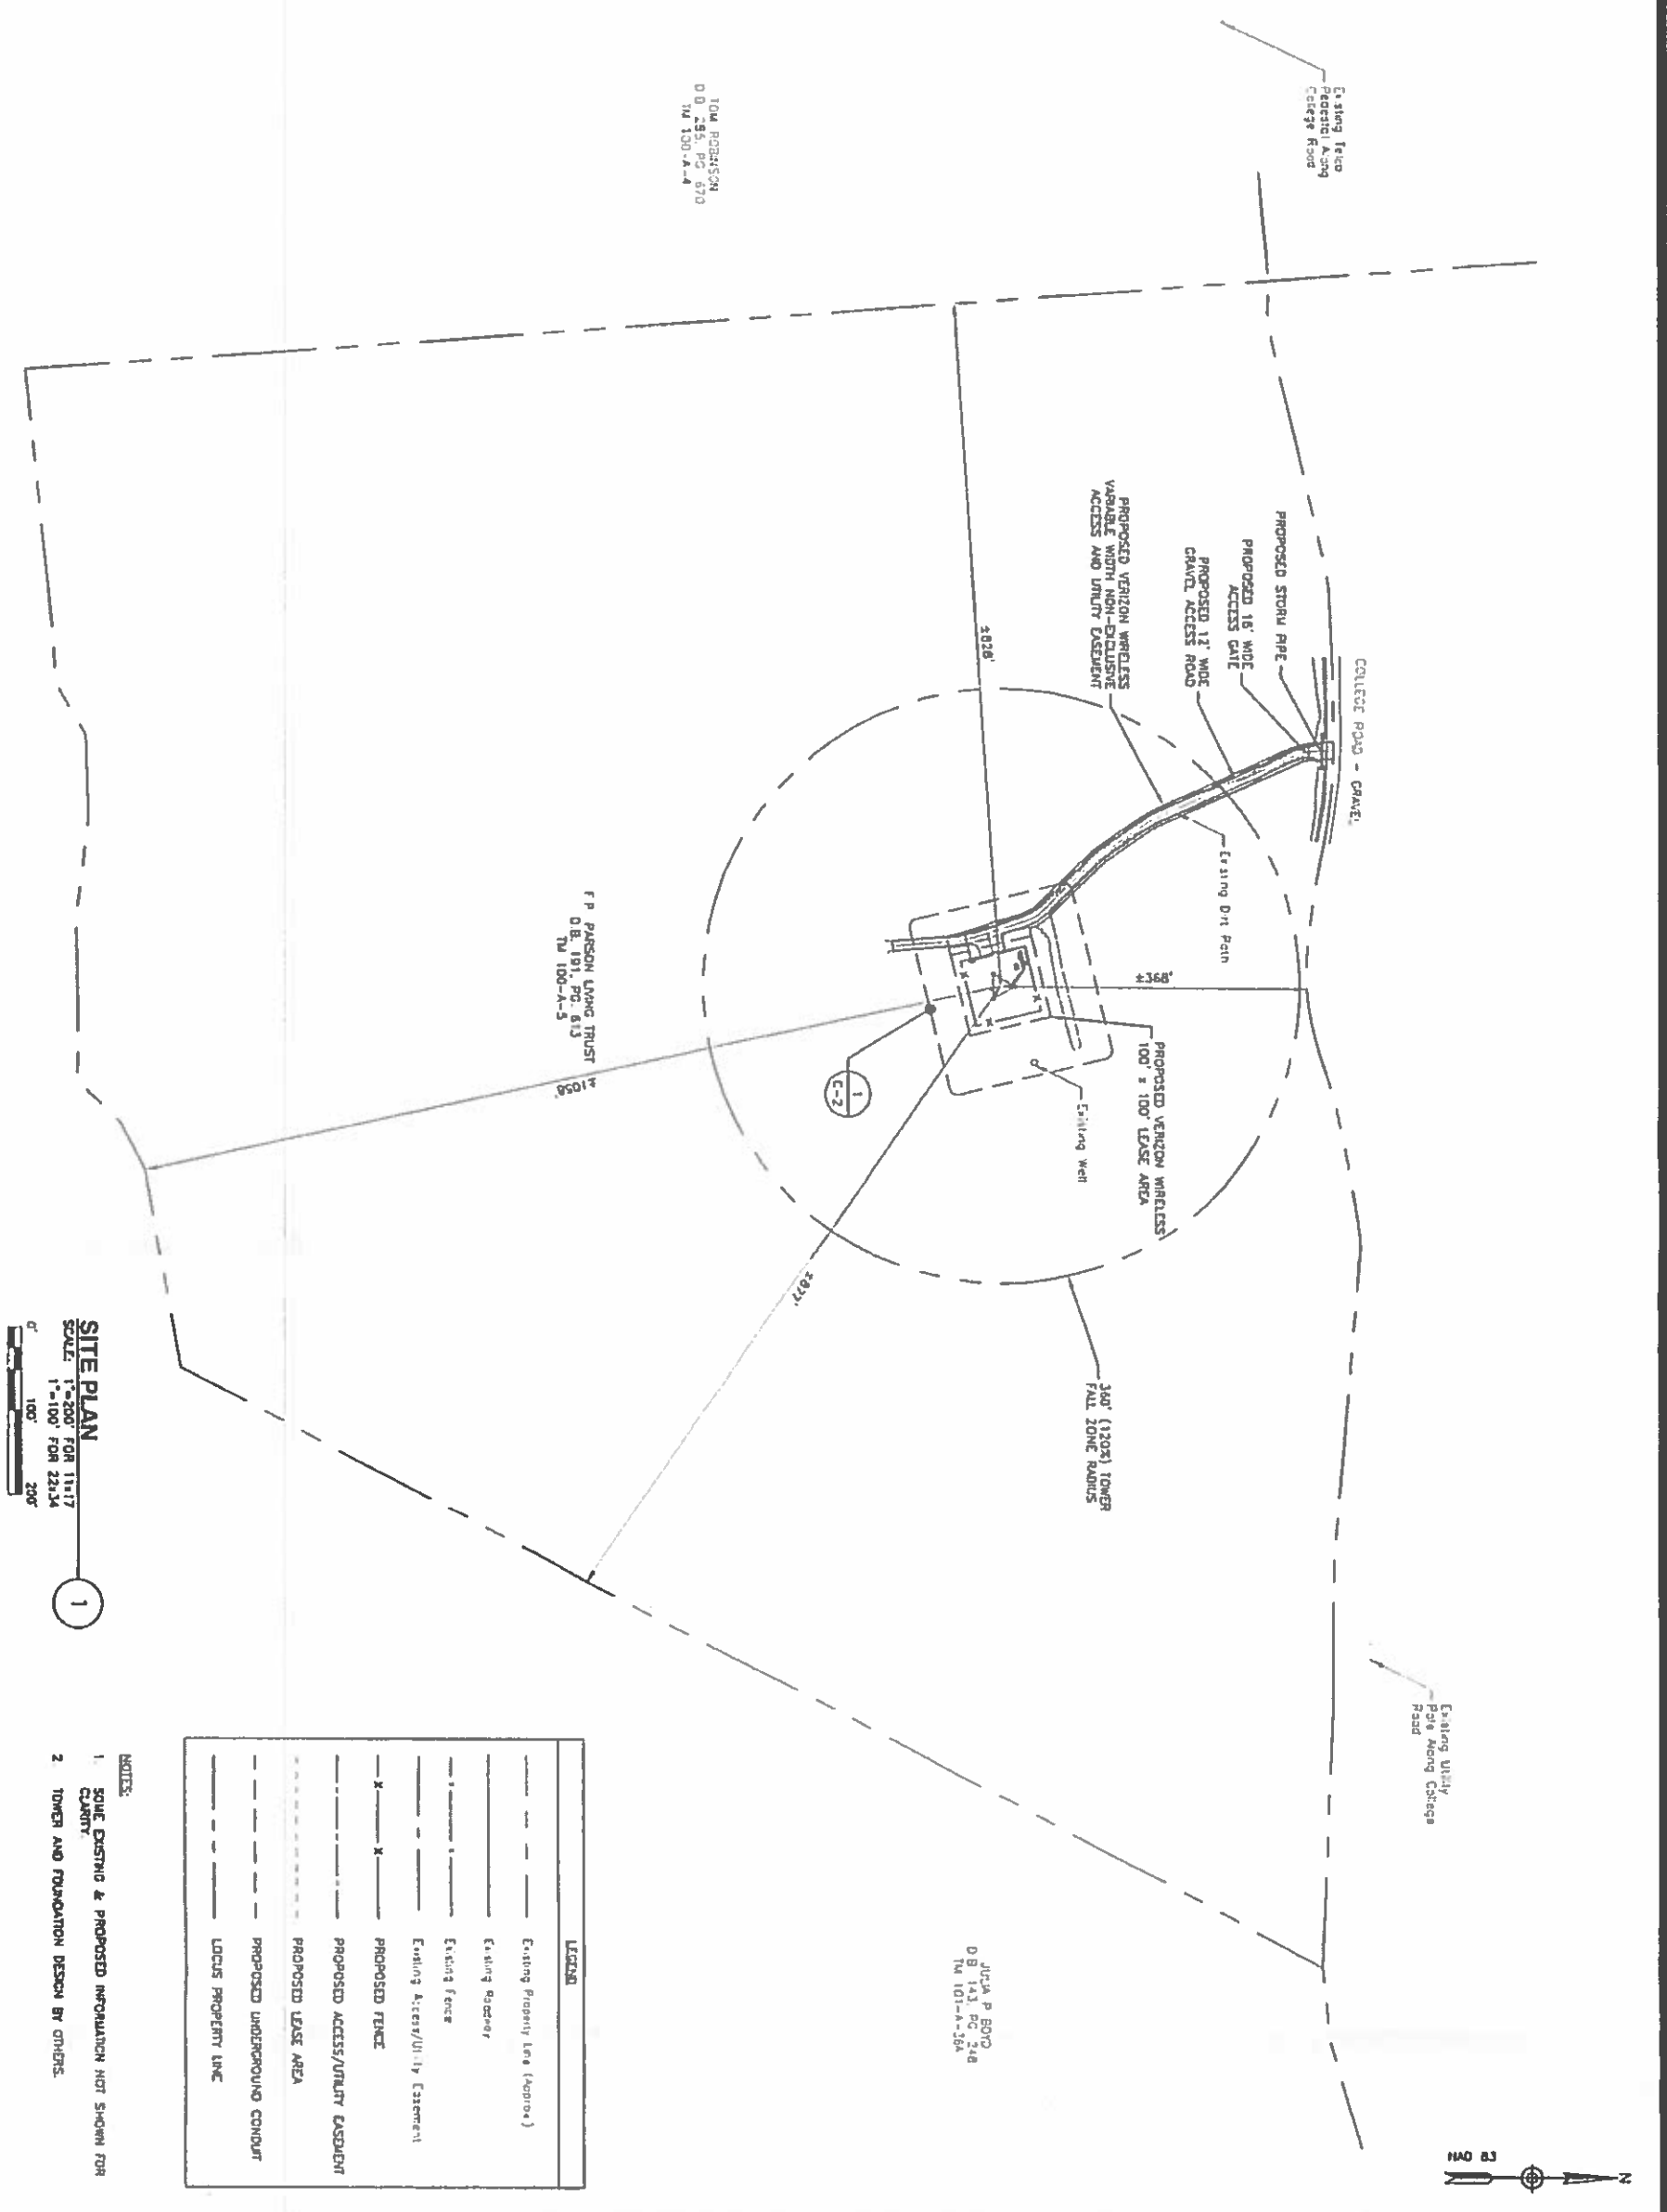 Existing Telco
Pedestal Along
College Road
TOM ROBINSON
D.B. 295, PG. 670
TM 100-A-4
COLLEGE ROAD - GRAVEL
PROPOSED STORM PIPE
PROPOSED 16' WIDE
ACCESS GATE
PROPOSED 12' WIDE
GRAVEL ACCESS ROAD
PROPOSED VERIZON WIRELESS
VARIABLE WIDTH NON-EXCLUSIVE
ACCESS AND UTILITY EASEMENT
±828'
Existing Dirt Path
±368'
PROPOSED VERIZON WIRELESS
100' x 100' LEASE AREA
Existing Well
F P PARSON LIVING TRUST
D.B. 191, PG. 613
TM 100-A-5
±1058'
1
C-2
±877'
360' (120%) TOWER
FALL ZONE RADIUS
Existing Utility
Pole Along College
Road
JULIA P BOYD
D B 143, PG 248
TM 101-A-36A
SITE PLAN
SCALE: 1"=200' FOR 11x17
1"=100' FOR 22x34
1
0' 100' 200'
LEGEND
Existing Property Line (Approx)
Existing Roadway
Existing Fence
Existing Access/Utility Easement
PROPOSED FENCE
PROPOSED ACCESS/UTILITY EASEMENT
PROPOSED LEASE AREA
PROPOSED UNDERGROUND CONDUIT
LOCUS PROPERTY LINE
NOTES:
1. SOME EXISTING & PROPOSED INFORMATION NOT SHOWN FOR
CLARITY.
2. TOWER AND FOUNDATION DESIGN BY OTHERS.
NAD 83
N